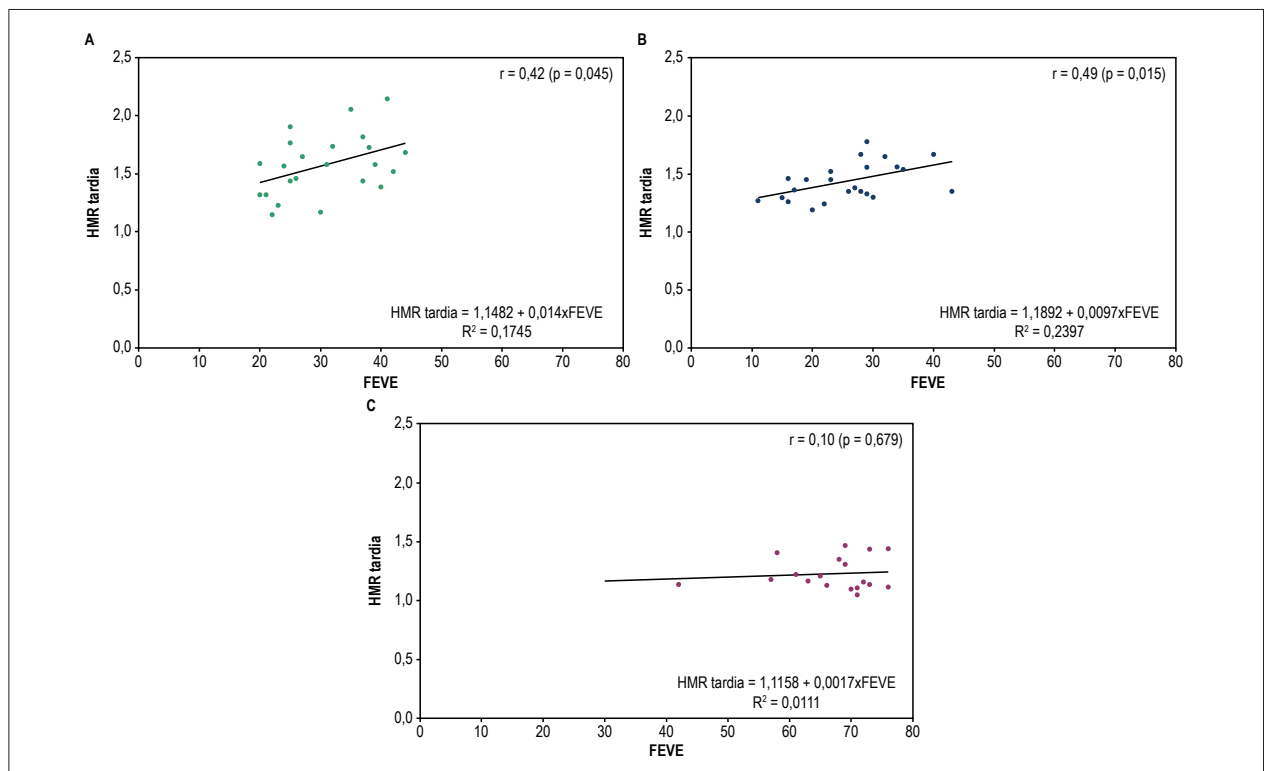 A
r = 0,42 (p = 0,045)
HMR tardia
2,5
2,0
1,5
1,0
0,5
0,0
HMR tardia = 1,1482 + 0,014xFEVE
R² = 0,1745
0 10 20 30 40 50 60 70 80
FEVE
B
r = 0,49 (p = 0,015)
HMR tardia
2,5
2,0
1,5
1,0
0,5
0,0
HMR tardia = 1,1892 + 0,0097xFEVE
R² = 0,2397
0 10 20 30 40 50 60 70 80
FEVE
C
r = 0,10 (p = 0,679)
HMR tardia
2,5
2,0
1,5
1,0
0,5
0,0
HMR tardia = 1,1158 + 0,0017xFEVE
R² = 0,0111
0 10 20 30 40 50 60 70 80
FEVE